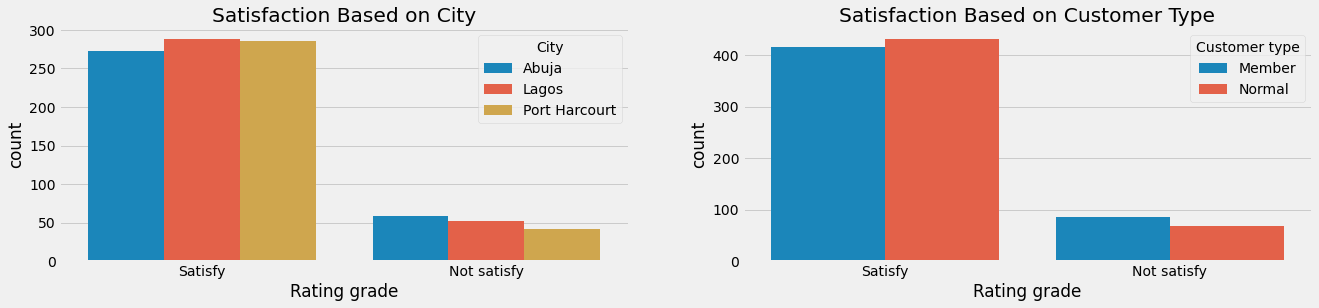 Satisfaction Based on City
count
300
250
200
150
100
50
0
City
Abuja
Lagos
Port Harcourt
Satisfy
Not satisfy
Rating grade
Satisfaction Based on Customer Type
count
400
300
200
100
0
Customer type
Member
Normal
Satisfy
Not satisfy
Rating grade